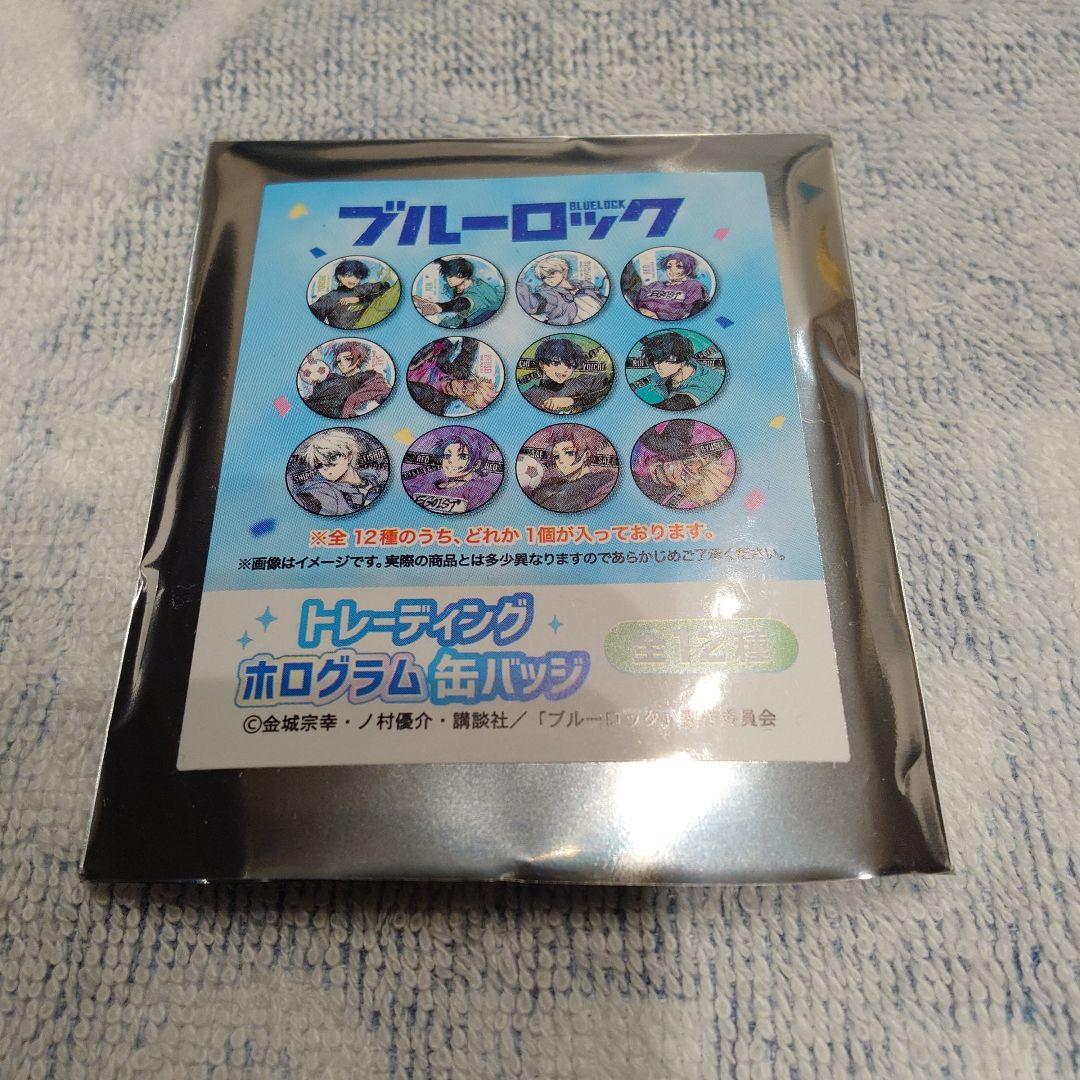 ブルーロック
BLUELOCK
EGOIST
※全12種のうち、どれか1個が入っております。
※画像はイメージです。実際の商品とは多少異なりますのであらかじめご了承ください。
トレーディング
ホログラム缶バッジ
全12種
©金城宗幸・ノ村優介・講談社／「ブルーロック」製作委員会